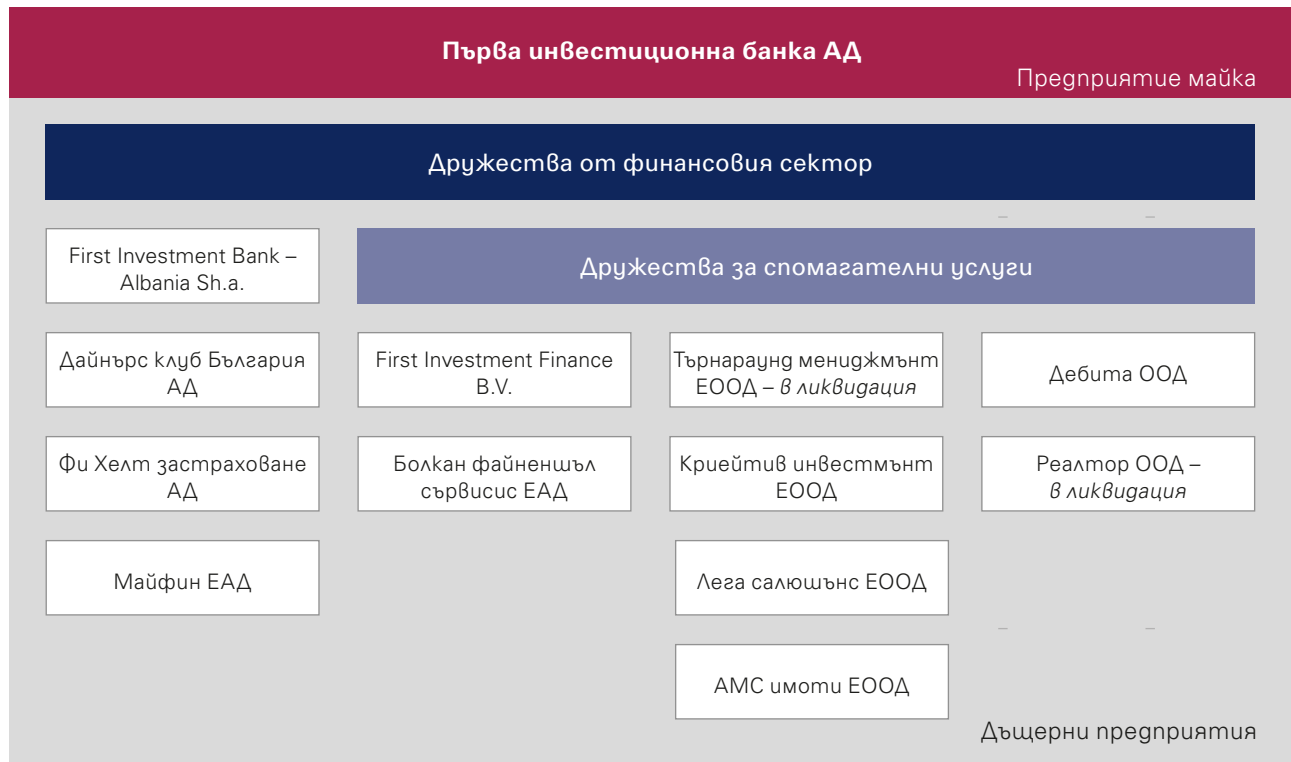 Първа инвестиционна банка АД
Предприятие майка
Дружества от финансовия сектор
First Investment Bank –
Albania Sh.a.
Дружества за спомагателни услуги
Дайнърс клуб България
АД
First Investment Finance
B.V.
Търнараунд мениджмънт
ЕООД – в ликвидация
Дебита ООД
Фи Хелт застраховане
АД
Болкан файненшъл
сървисис ЕАД
Криейтив инвестмънт
ЕООД
Реалтор ООД –
в ликвидация
Майфин ЕАД
Лега салюшънс ЕООД
АМС имоти ЕООД
Дъщерни предприятия